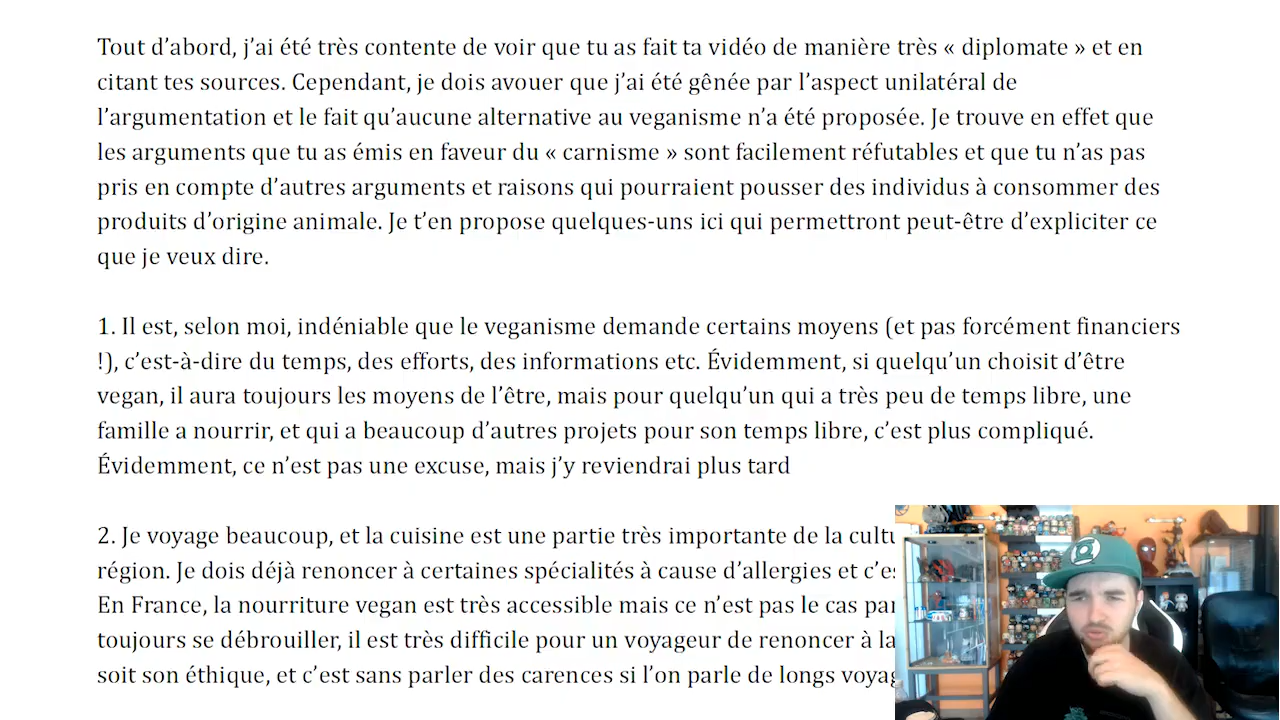 Tout d’abord, j’ai été très contente de voir que tu as fait ta vidéo de manière très « diplomate » et en
citant tes sources. Cependant, je dois avouer que j’ai été gênée par l’aspect unilatéral de
l’argumentation et le fait qu’aucune alternative au veganisme n’a été proposée. Je trouve en effet que
les arguments que tu as émis en faveur du « carnisme » sont facilement réfutables et que tu n’as pas
pris en compte d’autres arguments et raisons qui pourraient pousser des individus à consommer des
produits d’origine animale. Je t’en propose quelques-uns ici qui permettront peut-être d’expliciter ce
que je veux dire.
1. Il est, selon moi, indéniable que le veganisme demande certains moyens (et pas forcément financiers
!), c’est-à-dire du temps, des efforts, des informations etc. Évidemment, si quelqu’un choisit d’être
vegan, il aura toujours les moyens de l’être, mais pour quelqu’un qui a très peu de temps libre, une
famille a nourrir, et qui a beaucoup d’autres projets pour son temps libre, c’est plus compliqué.
Évidemment, ce n’est pas une excuse, mais j’y reviendrai plus tard
2. Je voyage beaucoup, et la cuisine est une partie très importante de la
région. Je dois déjà renoncer à certaines spécialités à cause d’allergies et
En France, la nourriture vegan est très accessible mais ce n’est pas le cas
toujours se débrouiller, il est très difficile pour un voyageur de renoncer à
soit son éthique, et c’est sans parler des carences si l’on parle de longs